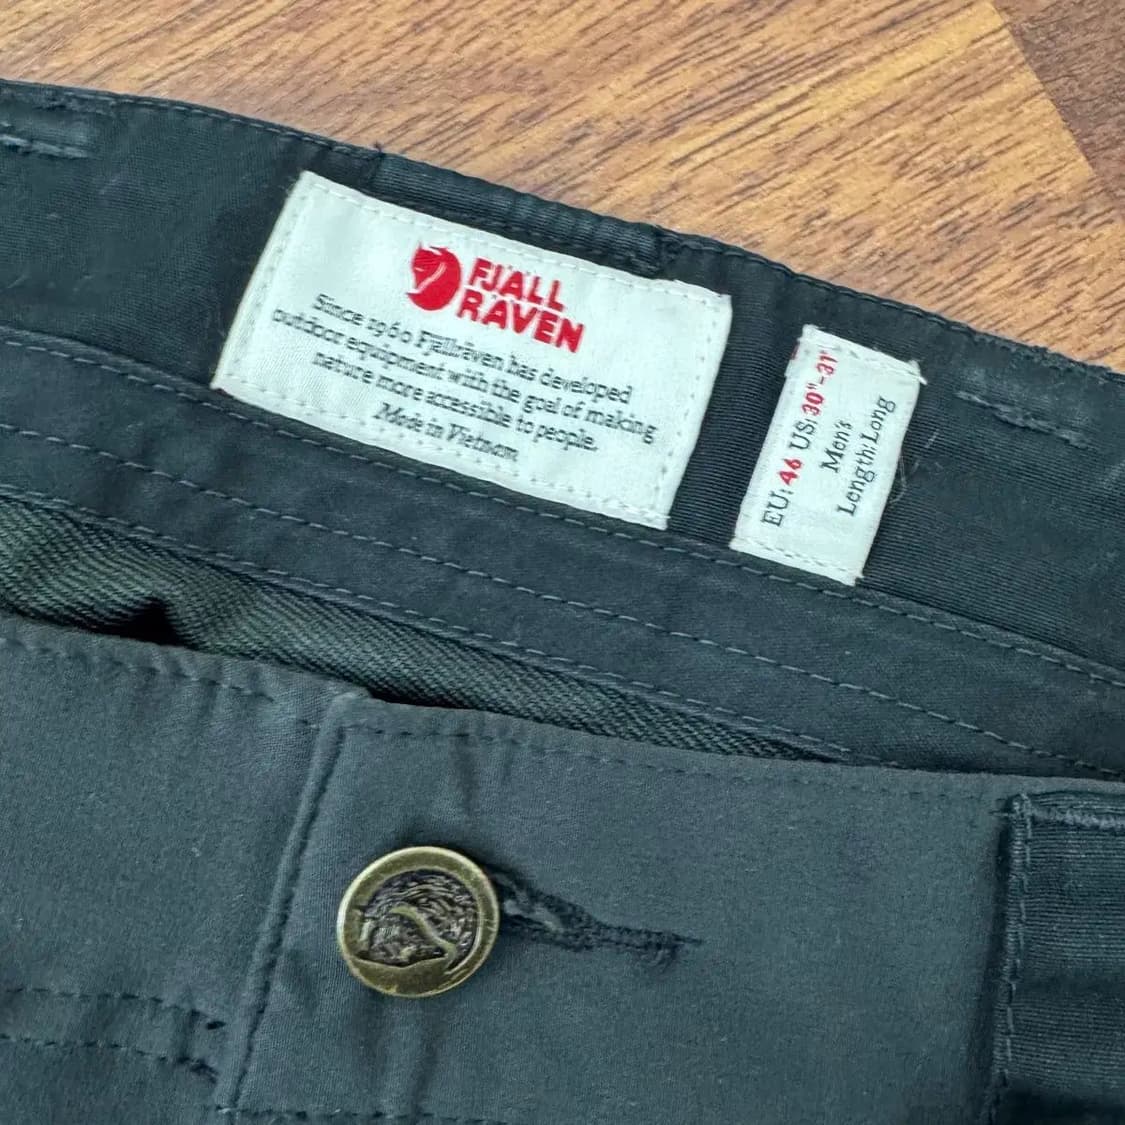 FJÄLL
RÄVEN
Since 1960 Fjällräven has developed
outdoor equipment with the goal of making
nature more accessible to people.
Made in Vietnam
EU: 46 US: 30"-31"
Men's
Length: Long